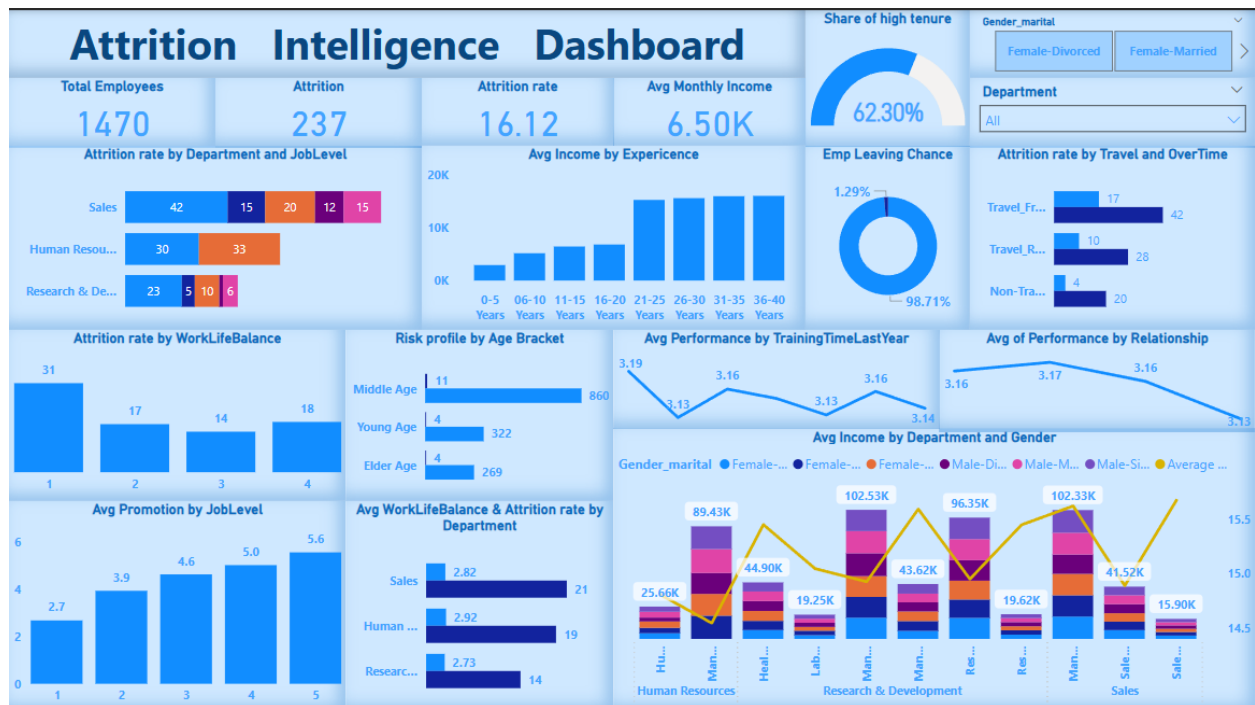 Attrition Intelligence Dashboard
Share of high tenure
62.30%
Gender_marital
Female-Divorced
Female-Married
Department
All
Total Employees
1470
Attrition
237
Attrition rate
16.12
Avg Monthly Income
6.50K
Attrition rate by Department and JobLevel
Sales 42 15 20 12 15
Human Resou... 30 33
Research & De... 23 5 10 6
Avg Income by Expericence
20K
10K
0K
0-5 06-10 11-15 16-20 21-25 26-30 31-35 36-40
Years Years Years Years Years Years Years Years
Emp Leaving Chance
1.29%
98.71%
Attrition rate by Travel and OverTime
Travel_Fr... 17
42
Travel_R... 10
28
Non-Tra... 4
20
Attrition rate by WorkLifeBalance
31
17
14
18
1 2 3 4
Risk profile by Age Bracket
Middle Age 11
860
Young Age 4
322
Elder Age 4
269
Avg Performance by TrainingTimeLastYear
3.19
3.13
3.16
3.13
3.16
3.14
Avg of Performance by Relationship
3.16
3.17
3.16
3.13
Avg Promotion by JobLevel
6
4
2
0
2.7
3.9
4.6
5.0
5.6
1 2 3 4 5
Avg WorkLifeBalance & Attrition rate by
Department
Sales 2.82
21
Human ... 2.92
19
Researc... 2.73
14
Avg Income by Department and Gender
Gender_marital Female-... Female-... Female-... Male-Di... Male-M... Male-Si... Average ...
25.66K
89.43K
44.90K
19.25K
102.53K
43.62K
96.35K
19.62K
102.33K
41.52K
15.90K
15.5
15.0
14.5
Hu...
Man...
Heal...
Lab...
Man...
Man...
Res...
Res...
Man...
Sale...
Sale...
Human Resources
Research & Development
Sales